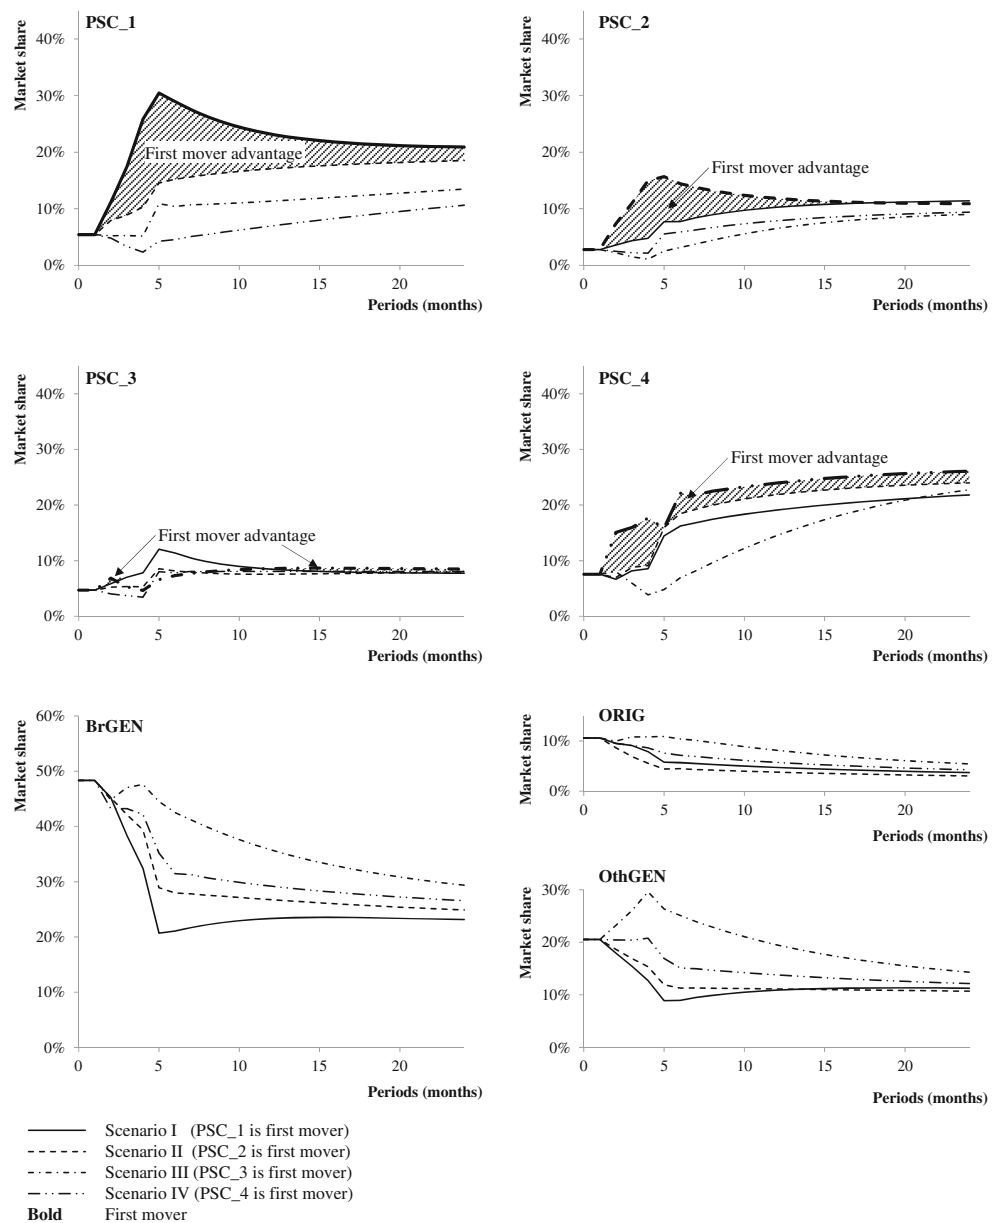 PSC_1
Market share
40%
30%
20%
10%
0%
First mover advantage
0
5
10
15
20
Periods (months)
PSC_2
Market share
40%
30%
20%
10%
0%
First mover advantage
0
5
10
15
20
Periods (months)
PSC_3
Market share
40%
30%
20%
10%
0%
First mover advantage
0
5
10
15
20
Periods (months)
PSC_4
Market share
40%
30%
20%
10%
0%
First mover advantage
0
5
10
15
20
Periods (months)
BrGEN
Market share
60%
50%
40%
30%
20%
10%
0%
0
5
10
15
20
Periods (months)
ORIG
Market share
10%
0%
0
5
10
15
20
Periods (months)
OthGEN
Market share
30%
20%
10%
0%
0
5
10
15
20
Periods (months)
Scenario I (PSC_1 is first mover)
Scenario II (PSC_2 is first mover)
Scenario III (PSC_3 is first mover)
Scenario IV (PSC_4 is first mover)
Bold First mover